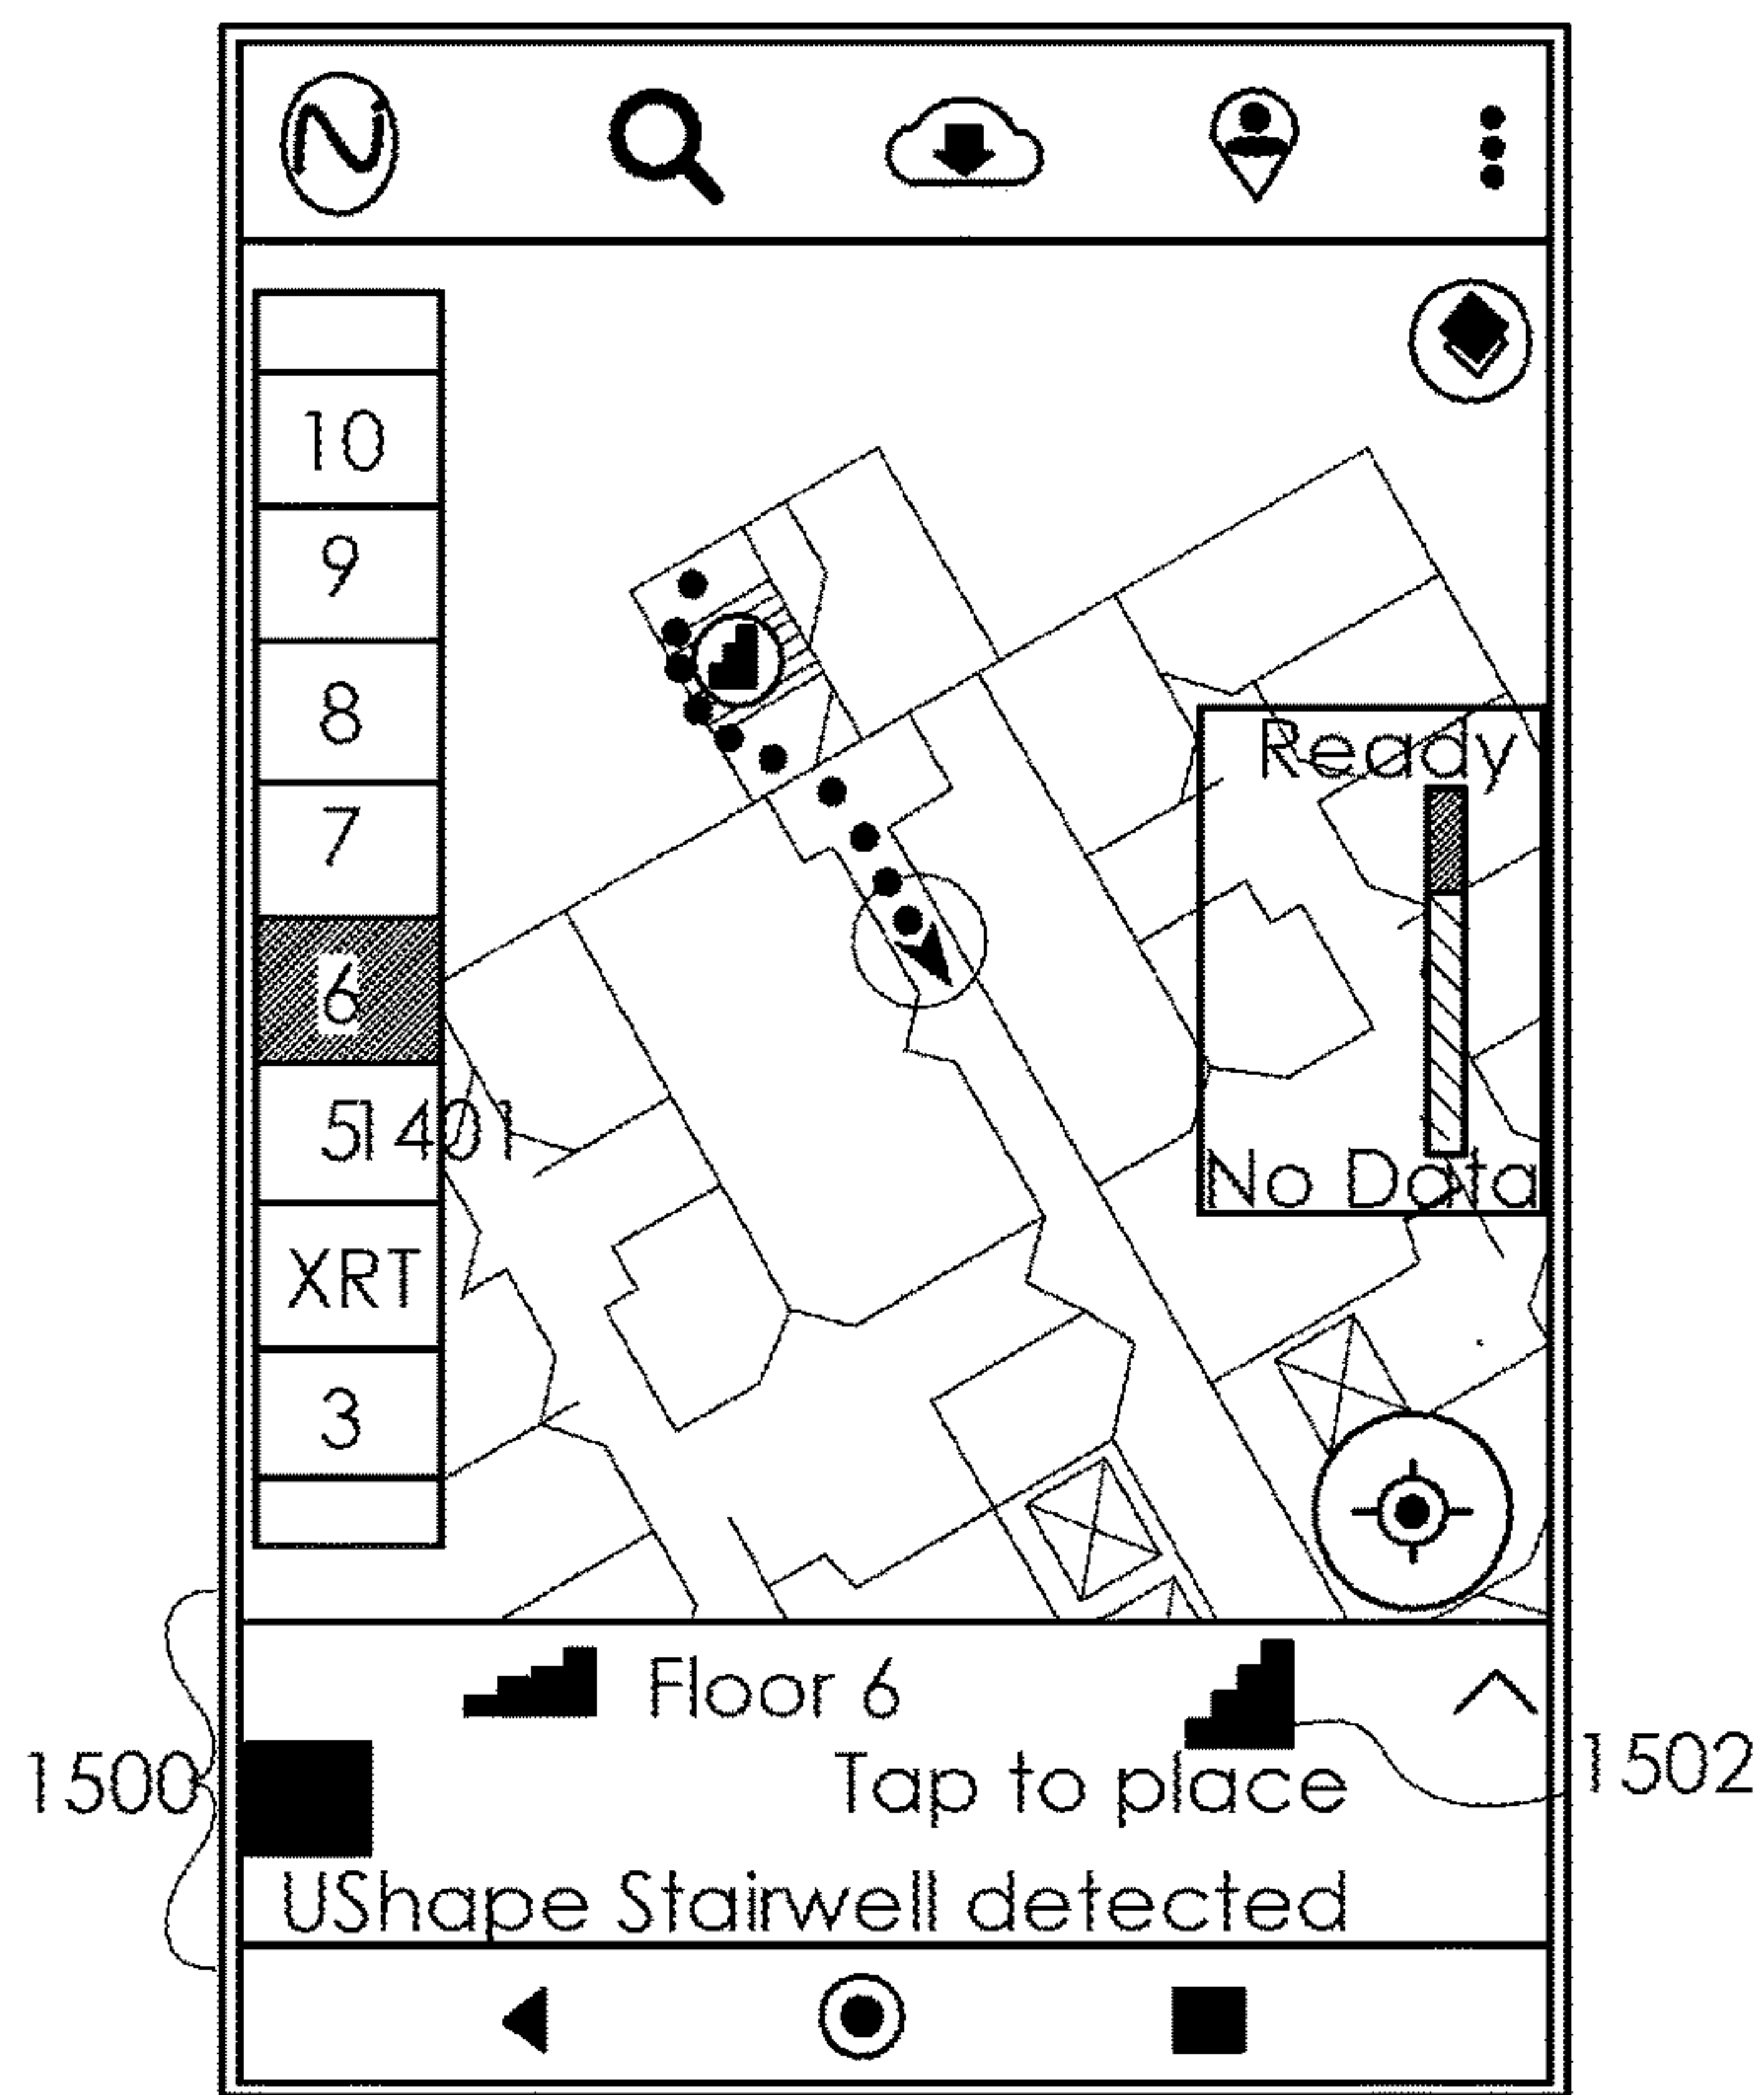 10
9
8
7
6
51401
XRT
3
Ready
No Data
Floor 6
Tap to place
UShape Stairwell detected
1500
1502